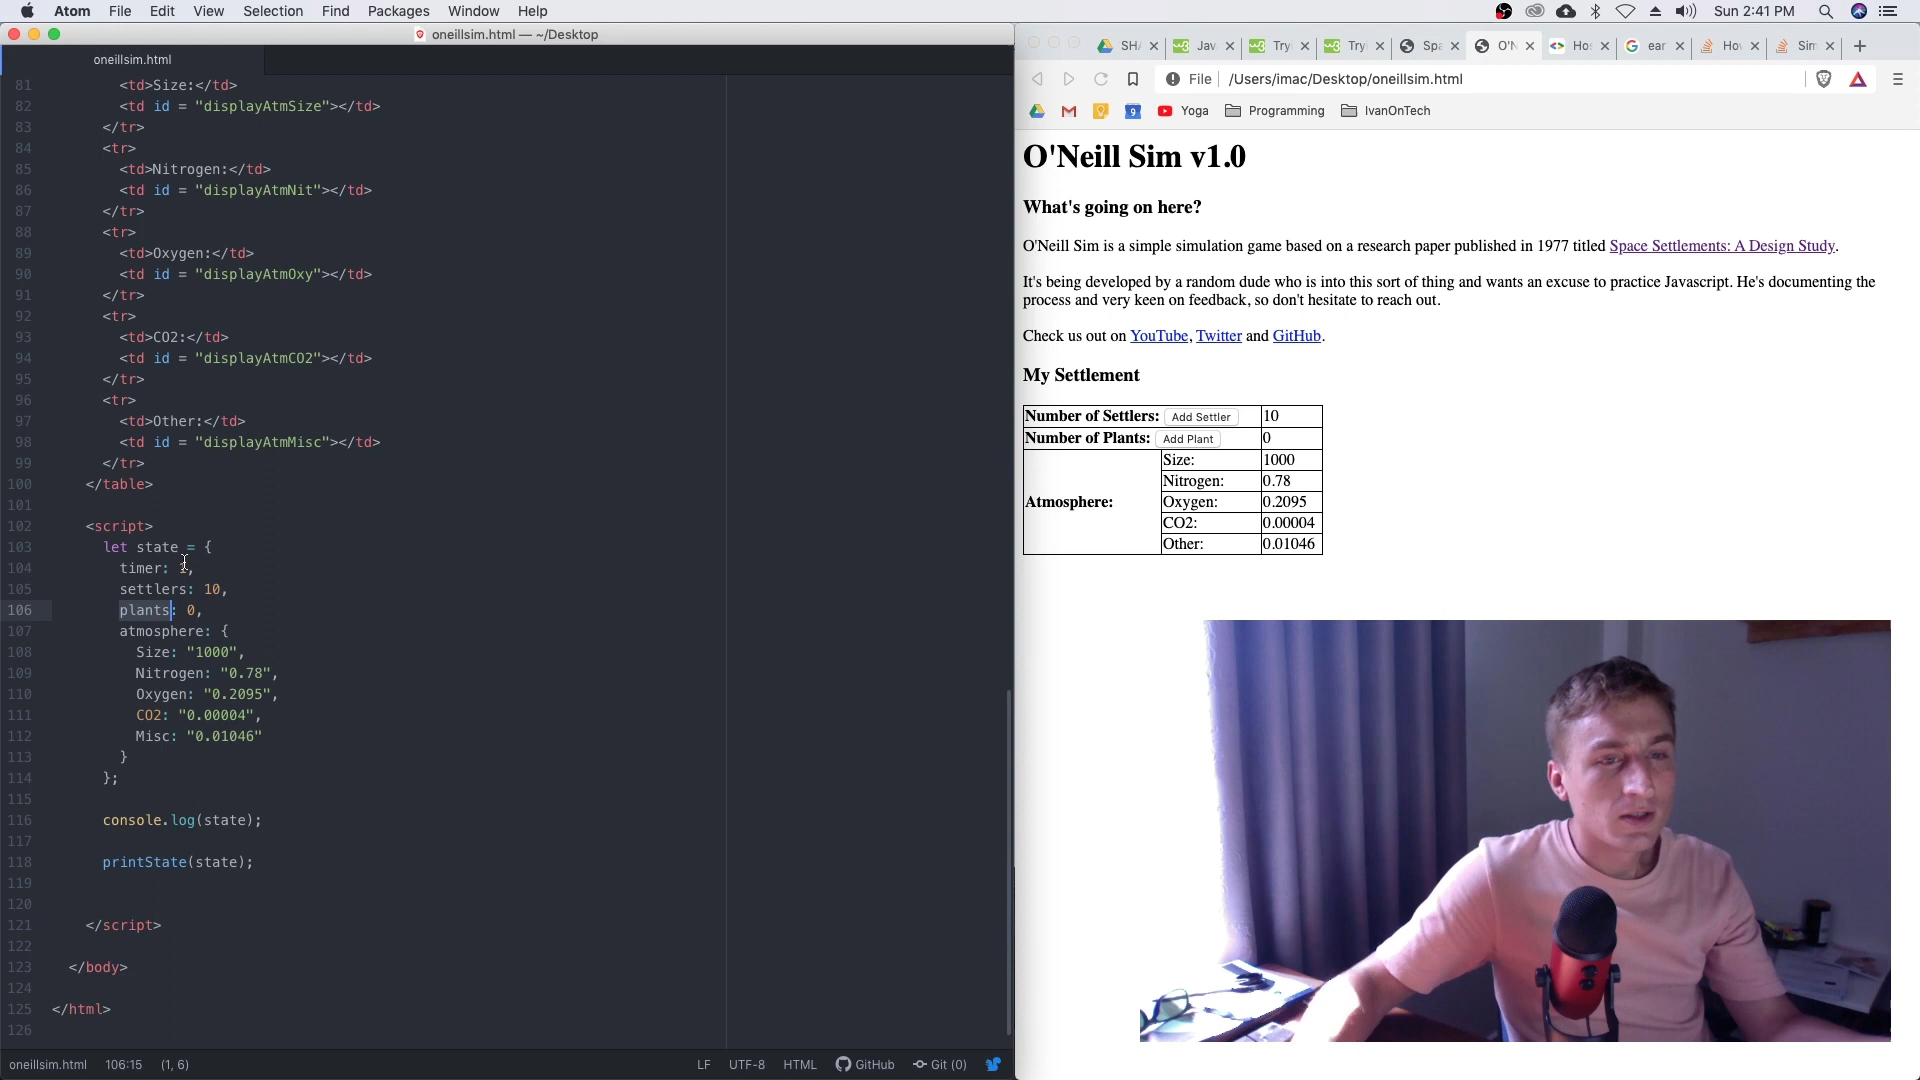 Atom File Edit View Selection Find Packages Window Help
Sun 2:41 PM
oneillsim.html — ~/Desktop
oneillsim.html
81 <td>Size:</td>
82 <td id = "displayAtmSize"></td>
83 </tr>
84 <tr>
85 <td>Nitrogen:</td>
86 <td id = "displayAtmNit"></td>
87 </tr>
88 <tr>
89 <td>Oxygen:</td>
90 <td id = "displayAtmOxy"></td>
91 </tr>
92 <tr>
93 <td>CO2:</td>
94 <td id = "displayAtmCO2"></td>
95 </tr>
96 <tr>
97 <td>Other:</td>
98 <td id = "displayAtmMisc"></td>
99 </tr>
100 </table>
101
102 <script>
103 let state = {
104 timer: 1,
105 settlers: 10,
106 plants: 0,
107 atmosphere: {
108 Size: "1000",
109 Nitrogen: "0.78",
110 Oxygen: "0.2095",
111 CO2: "0.00004",
112 Misc: "0.01046"
113 }
114 };
115
116 console.log(state);
117
118 printState(state);
119
120
121 </script>
122
123 </body>
124
125 </html>
126
oneillsim.html 106:15 (1, 6) LF UTF-8 HTML GitHub Git (0)
SH Jav Try Try Spa O'N Hos ear Hov Sim
File /Users/imac/Desktop/oneillsim.html
Yoga Programming IvanOnTech
O'Neill Sim v1.0
What's going on here?
O'Neill Sim is a simple simulation game based on a research paper published in 1977 titled Space Settlements: A Design Study.
It's being developed by a random dude who is into this sort of thing and wants an excuse to practice Javascript. He's documenting the
process and very keen on feedback, so don't hesitate to reach out.
Check us out on YouTube, Twitter and GitHub.
My Settlement
Number of Settlers: Add Settler 10
Number of Plants: Add Plant 0
Atmosphere:
Size: 1000
Nitrogen: 0.78
Oxygen: 0.2095
CO2: 0.00004
Other: 0.01046